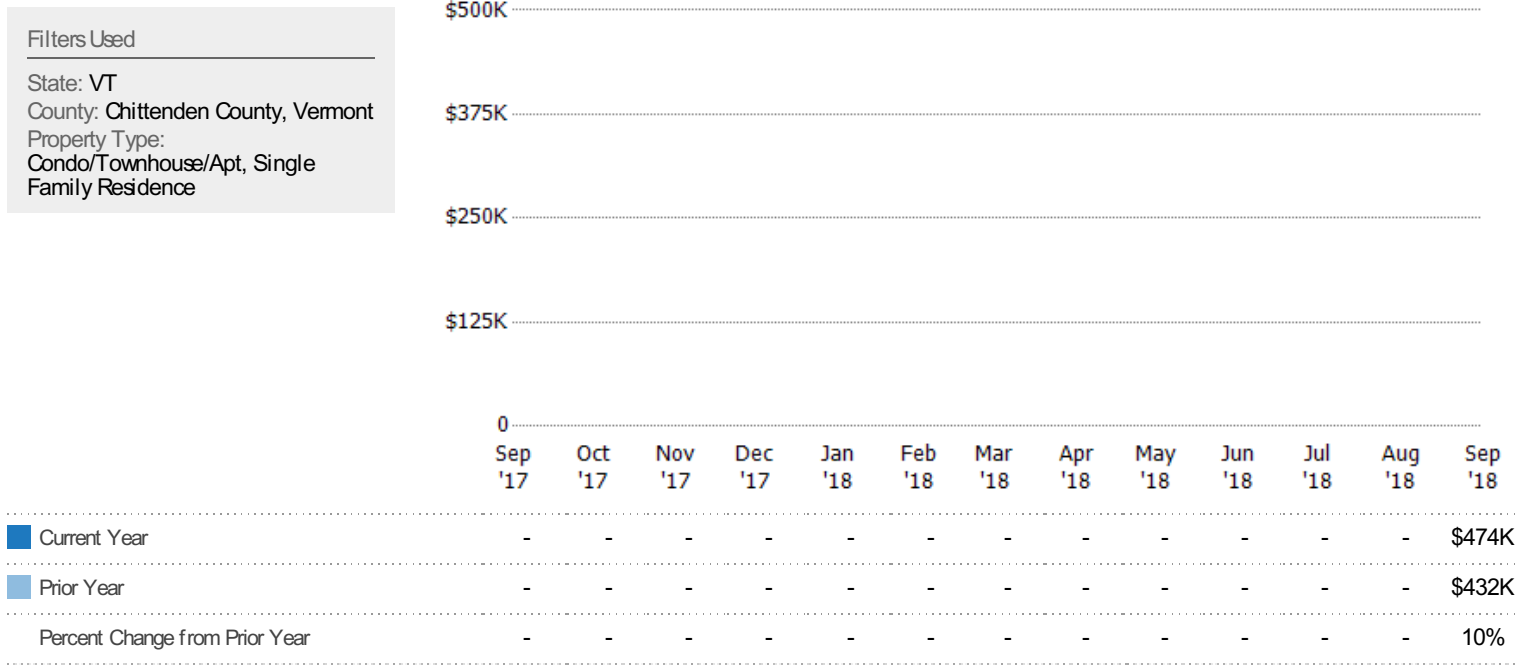 Filters Used
State: VT
County: Chittenden County, Vermont
Property Type:
Condo/Townhouse/Apt, Single
Family Residence
$500K
$375K
$250K
$125K
0
Sep Oct Nov Dec Jan Feb Mar Apr May Jun Jul Aug Sep
'17 '17 '17 '17 '18 '18 '18 '18 '18 '18 '18 '18 '18
Current Year - - - - - - - - - - - - $474K
Prior Year - - - - - - - - - - - - $432K
Percent Change from Prior Year - - - - - - - - - - - - 10%